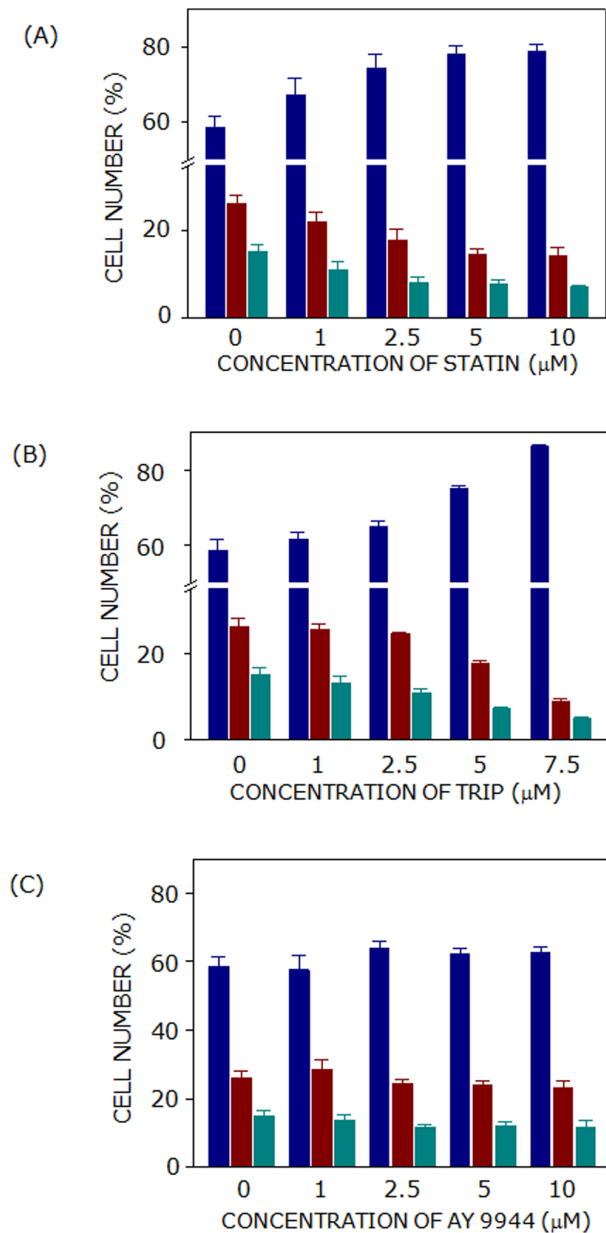 (A)
CELL NUMBER (%)
80
60
20
0
0 1 2.5 5 10
CONCENTRATION OF STATIN (μM)
(B)
CELL NUMBER (%)
80
60
20
0
0 1 2.5 5 7.5
CONCENTRATION OF TRIP (μM)
(C)
CELL NUMBER (%)
80
60
40
20
0
0 1 2.5 5 10
CONCENTRATION OF AY 9944 (μM)